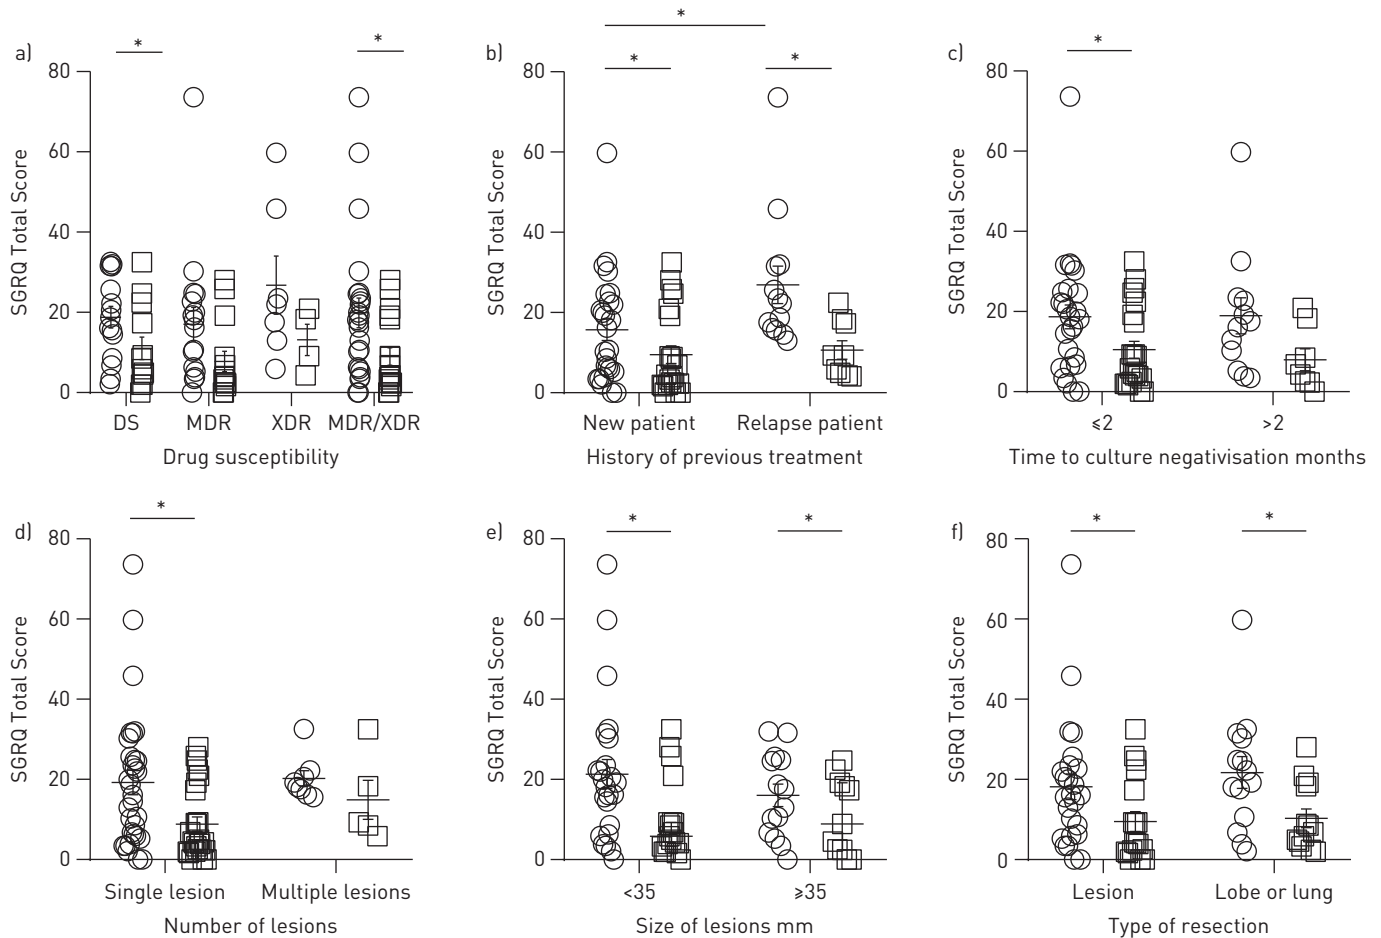 a)
*
*
80
60
40
20
0
SGRQ Total Score
DS MDR XDR MDR/XDR
Drug susceptibility
b)
*
*
*
80
60
40
20
0
SGRQ Total Score
New patient Relapse patient
History of previous treatment
c)
*
80
60
40
20
0
SGRQ Total Score
≤2 >2
Time to culture negativisation months
d)
*
80
60
40
20
0
SGRQ Total Score
Single lesion Multiple lesions
Number of lesions
e)
*
*
80
60
40
20
0
SGRQ Total Score
<35 ≥35
Size of lesions mm
f)
*
*
80
60
40
20
0
SGRQ Total Score
Lesion Lobe or lung
Type of resection